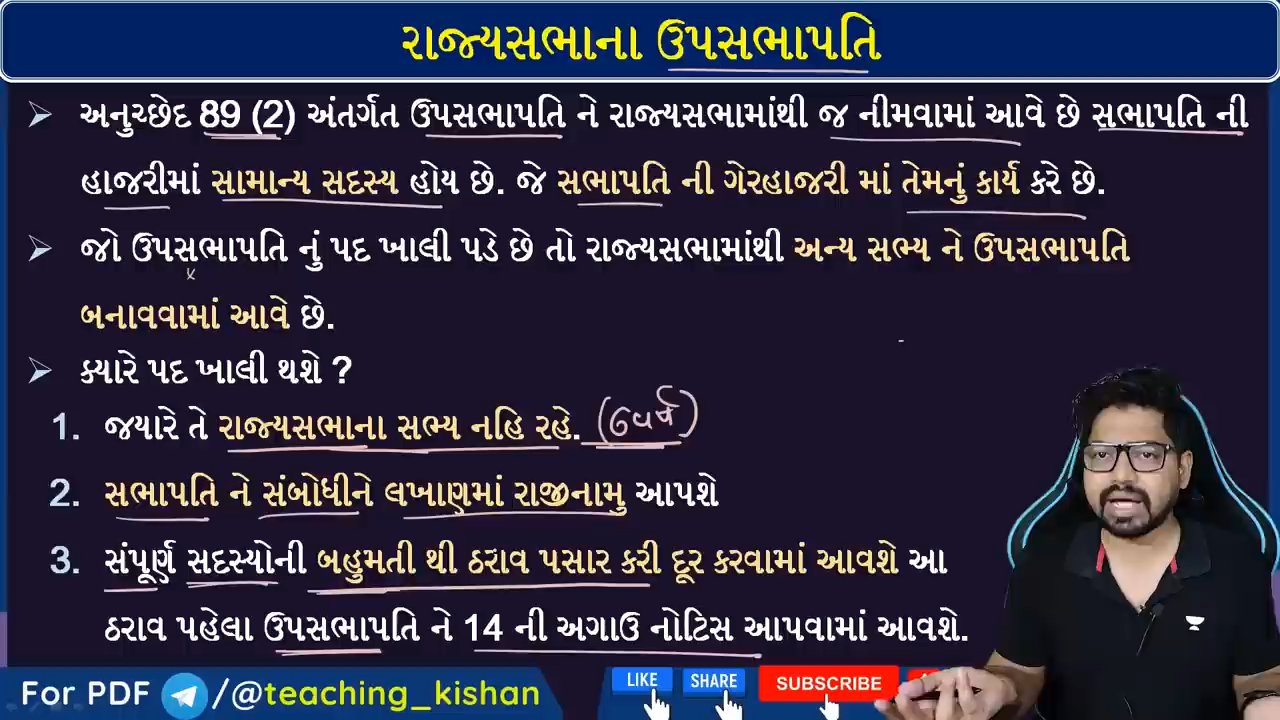 રાજ્યસભાના ઉપસભાપતિ
➢ અનુચ્છેદ 89 (2) અંતર્ગત ઉપસભાપતિ ને રાજ્યસભામાંથી જ નીમવામાં આવે છે સભાપતિ ની
હાજરીમાં સામાન્ય સદસ્ય હોય છે. જે સભાપતિ ની ગેરહાજરી માં તેમનું કાર્ય કરે છે.
➢ જો ઉપસભાપતિ નું પદ ખાલી પડે છે તો રાજ્યસભામાંથી અન્ય સભ્ય ને ઉપસભાપતિ
બનાવવામાં આવે છે.
➢ ક્યારે પદ ખાલી થશે ?
1. જયારે તે રાજ્યસભાના સભ્ય નહિ રહે. (6વર્ષ)
2. સભાપતિ ને સંબોધીને લખાણમાં રાજીનામુ આપશે
3. સંપૂર્ણ સદસ્યોની બહુમતી થી ઠરાવ પસાર કરી દૂર કરવામાં આવશે આ
ઠરાવ પહેલા ઉપસભાપતિ ને 14 ની અગાઉ નોટિસ આપવામાં આવશે.
For PDF /@teaching_kishan
LIKE SHARE SUBSCRIBE